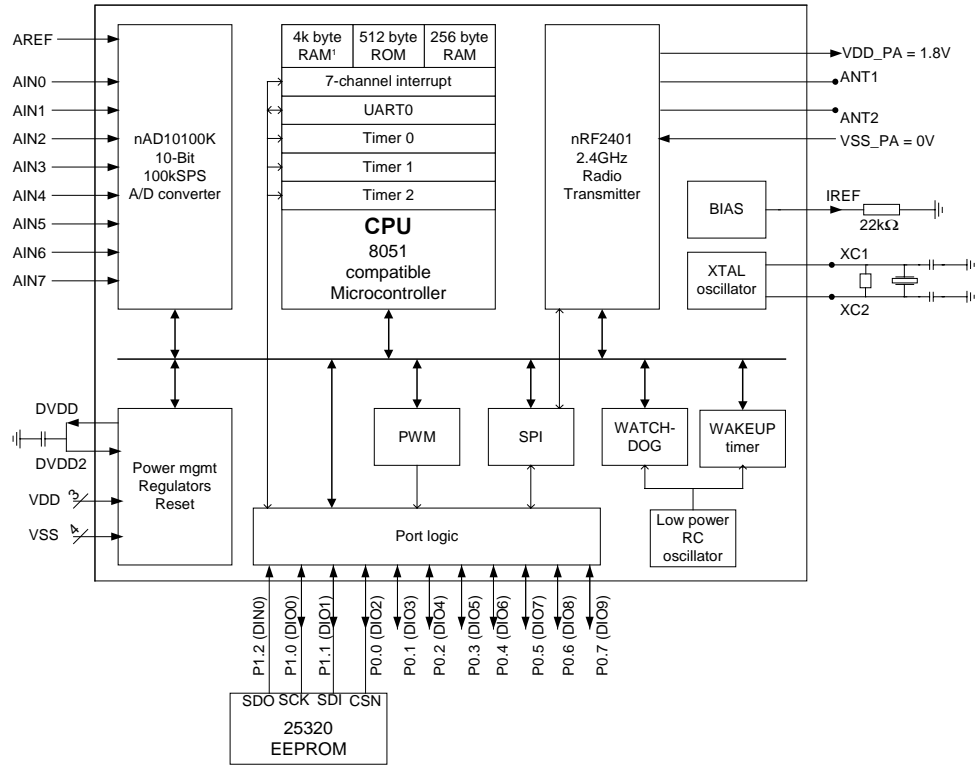 AREF
AIN0
AIN1
AIN2
AIN3
AIN4
AIN5
AIN6
AIN7
nAD10100K
10-Bit
100kSPS
A/D converter
4k byte
RAM¹
512 byte
ROM
256 byte
RAM
7-channel interrupt
UART0
Timer 0
Timer 1
Timer 2
CPU
8051
compatible
Microcontroller
nRF2401
2.4GHz
Radio
Transmitter
VDD_PA = 1.8V
ANT1
ANT2
VSS_PA = 0V
BIAS
IREF
22kΩ
XTAL
oscillator
XC1
XC2
DVDD
DVDD2
VDD
3
VSS
4
Power mgmt
Regulators
Reset
PWM
SPI
WATCH-
DOG
WAKEUP
timer
Low power
RC
oscillator
Port logic
P1.2 (DIN0)
P1.0 (DIO0)
P1.1 (DIO1)
P0.0 (DIO2)
P0.1 (DIO3)
P0.2 (DIO4)
P0.3 (DIO5)
P0.4 (DIO6)
P0.5 (DIO7)
P0.6 (DIO8)
P0.7 (DIO9)
SDO
SCK
SDI
CSN
25320
EEPROM